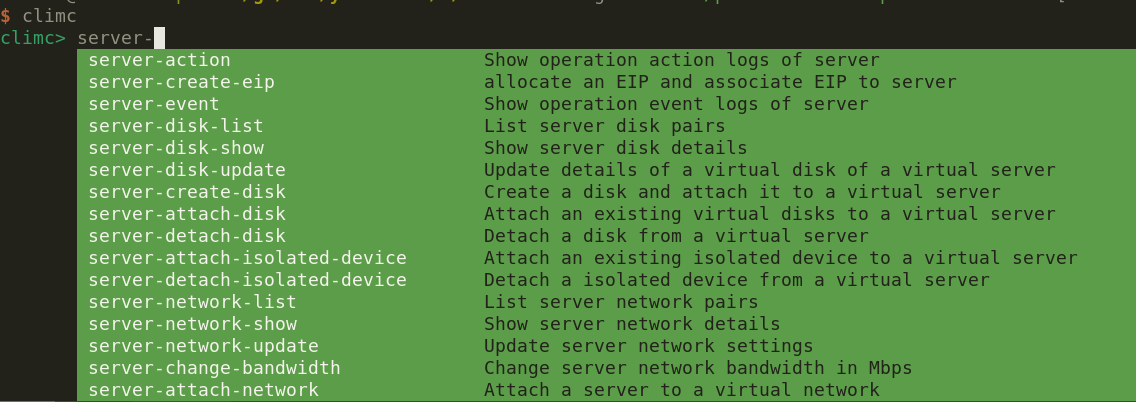 $ climc
climc> server-
server-action Show operation action logs of server
server-create-eip allocate an EIP and associate EIP to server
server-event Show operation event logs of server
server-disk-list List server disk pairs
server-disk-show Show server disk details
server-disk-update Update details of a virtual disk of a virtual server
server-create-disk Create a disk and attach it to a virtual server
server-attach-disk Attach an existing virtual disks to a virtual server
server-detach-disk Detach a disk from a virtual server
server-attach-isolated-device Attach an existing isolated device to a virtual server
server-detach-isolated-device Detach a isolated device from a virtual server
server-network-list List server network pairs
server-network-show Show server network details
server-network-update Update server network settings
server-change-bandwidth Change server network bandwidth in Mbps
server-attach-network Attach a server to a virtual network